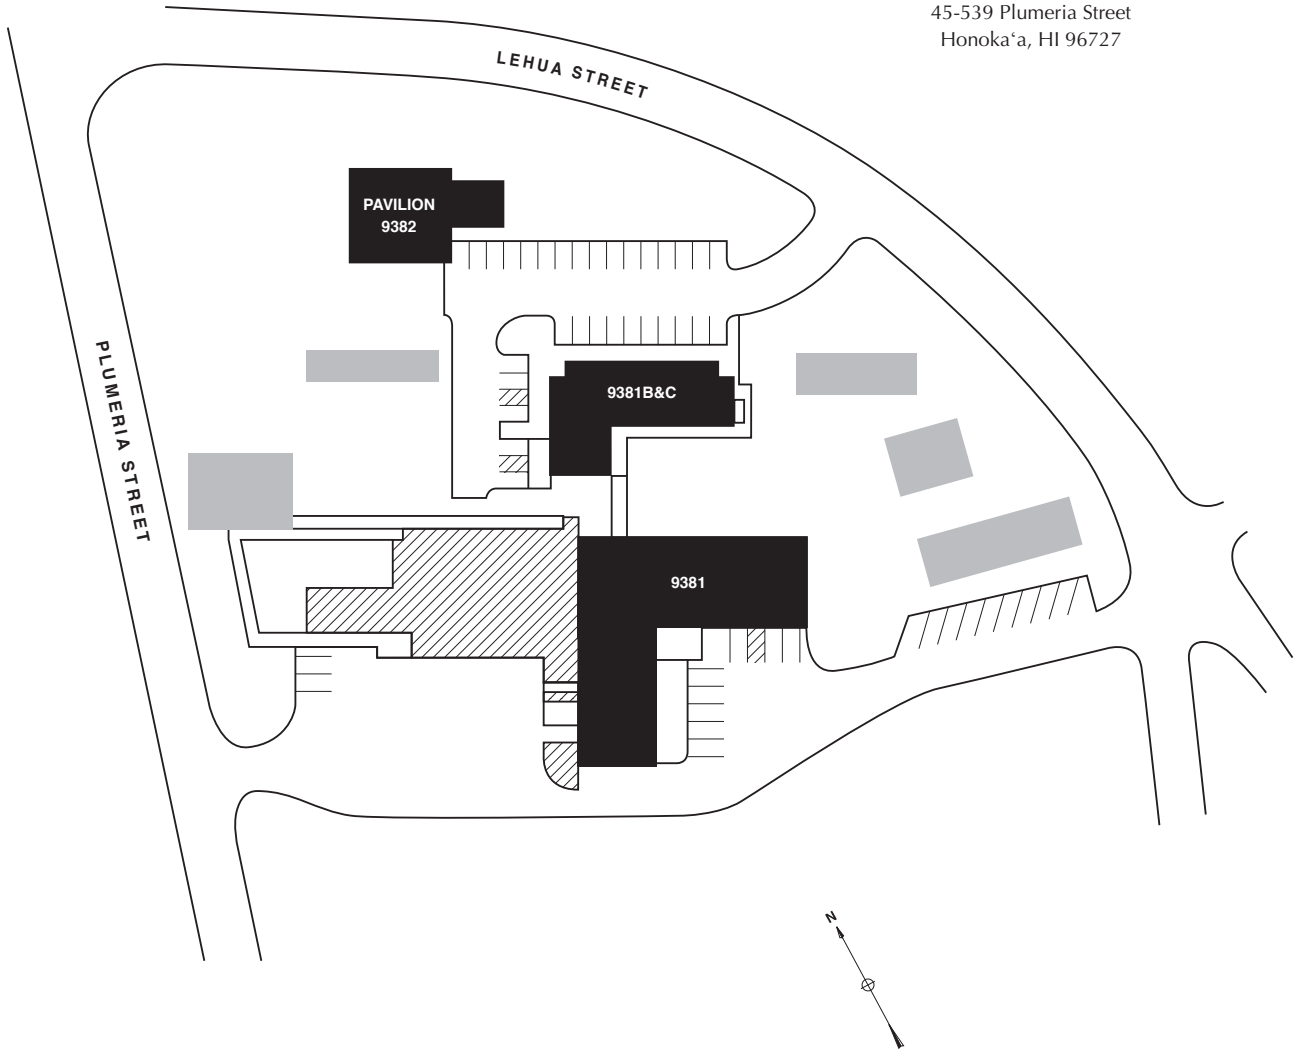 45-539 Plumeria Street
Honokaʻa, HI 96727
LEHUA STREET
PAVILION
9382
PLUMERIA STREET
9381B&C
9381
N